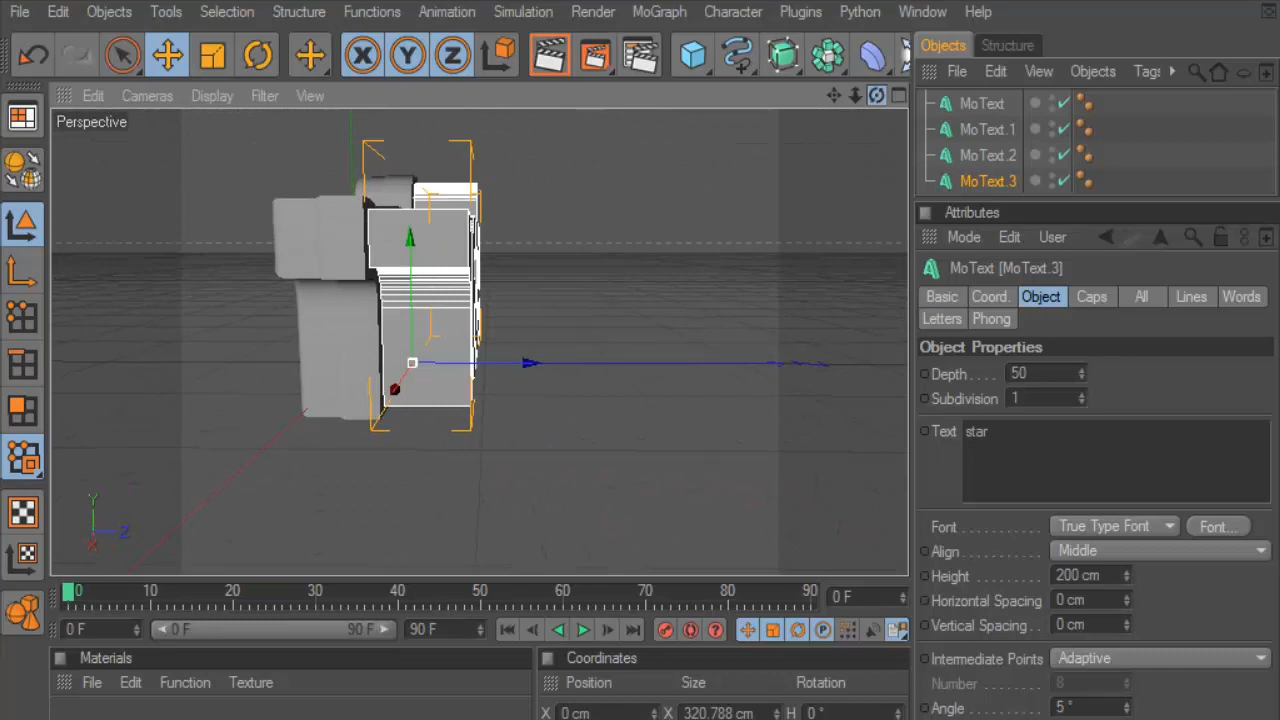 File Edit Objects Tools Selection Structure Functions Animation Simulation Render MoGraph Character Plugins Python Window Help
X Y Z
Objects Structure
File Edit View Objects Tags
Edit Cameras Display Filter View
Perspective
MoText
MoText.1
MoText.2
MoText.3
Attributes
Mode Edit User
MoText [MoText.3]
Basic Coord. Object Caps All Lines Words
Letters Phong
Object Properties
Depth . . . . 50
Subdivision 1
Text star
Font . . . . . . . . . . . True Type Font Font...
Align . . . . . . . . . . . Middle
Height . . . . . . . . . . 200 cm
Horizontal Spacing 0 cm
Vertical Spacing . . 0 cm
Intermediate Points Adaptive
Number . . . . . . . . . 8
Angle . . . . . . . . . . 5 °
Y
Z
X
0 10 20 30 40 50 60 70 80 90 0 F
0 F 0 F 90 F 90 F
? P
Materials
File Edit Function Texture
Coordinates
Position Size Rotation
X 0 cm X 320.788 cm H 0 °